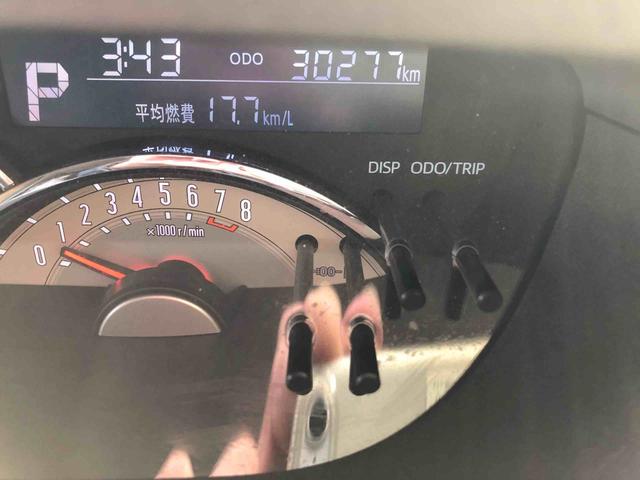 3:43 ODO 30277km
P
平均燃費 17.7km/L
DISP ODO/TRIP
0 1 2 3 4 5 6 7 8
×1000 r/min